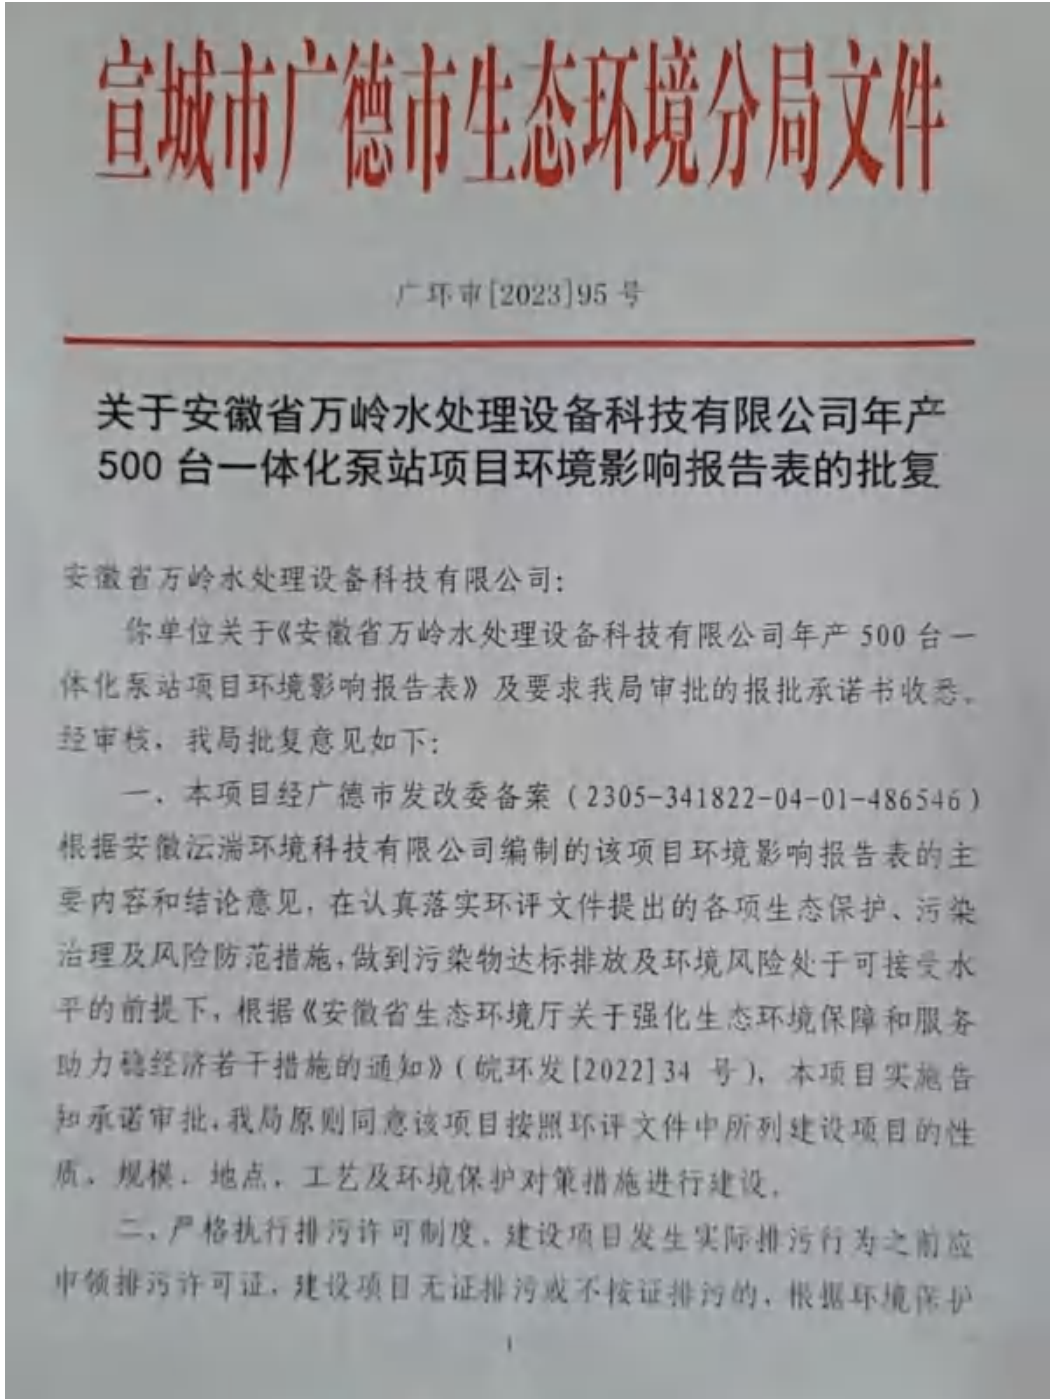 宣城市广德市生态环境分局文件
广环审[2023]95 号
关于安徽省万岭水处理设备科技有限公司年产
500 台一体化泵站项目环境影响报告表的批复
安徽省万岭水处理设备科技有限公司:
你单位关于《安徽省万岭水处理设备科技有限公司年产 500 台一
体化泵站项目环境影响报告表》及要求我局审批的报批承诺书收悉。
经审核，我局批复意见如下:
一、本项目经广德市发改委备案（2305-341822-04-01-486546）
根据安徽沄湍环境科技有限公司编制的该项目环境影响报告表的主
要内容和结论意见，在认真落实环评文件提出的各项生态保护、污染
治理及风险防范措施，做到污染物达标排放及环境风险处于可接受水
平的前提下，根据《安徽省生态环境厅关于强化生态环境保障和服务
助力稳经济若干措施的通知》（皖环发[2022]34 号），本项目实施告
知承诺审批，我局原则同意该项目按照环评文件中所列建设项目的性
质、规模、地点、工艺及环境保护对策措施进行建设。
二、严格执行排污许可制度。建设项目发生实际排污行为之前应
申领排污许可证，建设项目无证排污或不按证排污的，根据环境保护
1